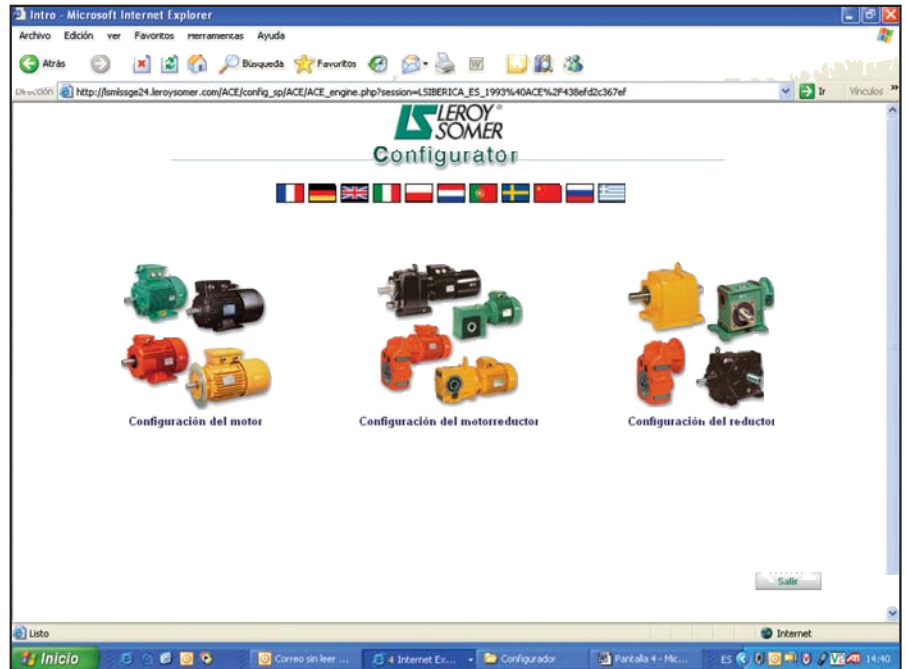 Intro - Microsoft Internet Explorer
Archivo Edición ver Favoritos Herramientas Ayuda
Atrás Búsqueda Favoritos
Dirección http://lsmlssge24.leroysomer.com/ACE/config_sp/ACE/ACE_engine.php?session=LSIBERICA_ES_1993%40ACE%2F438efd2c367ef Ir Vínculos »
LS LEROY®
SOMER
Configurator
Configuración del motor Configuración del motorreductor Configuración del reductor
Salir
Listo Internet
Inicio Correo sin leer ... 4 Internet Ex... Configurador Pantalla 4 - Mic... ES 14:40